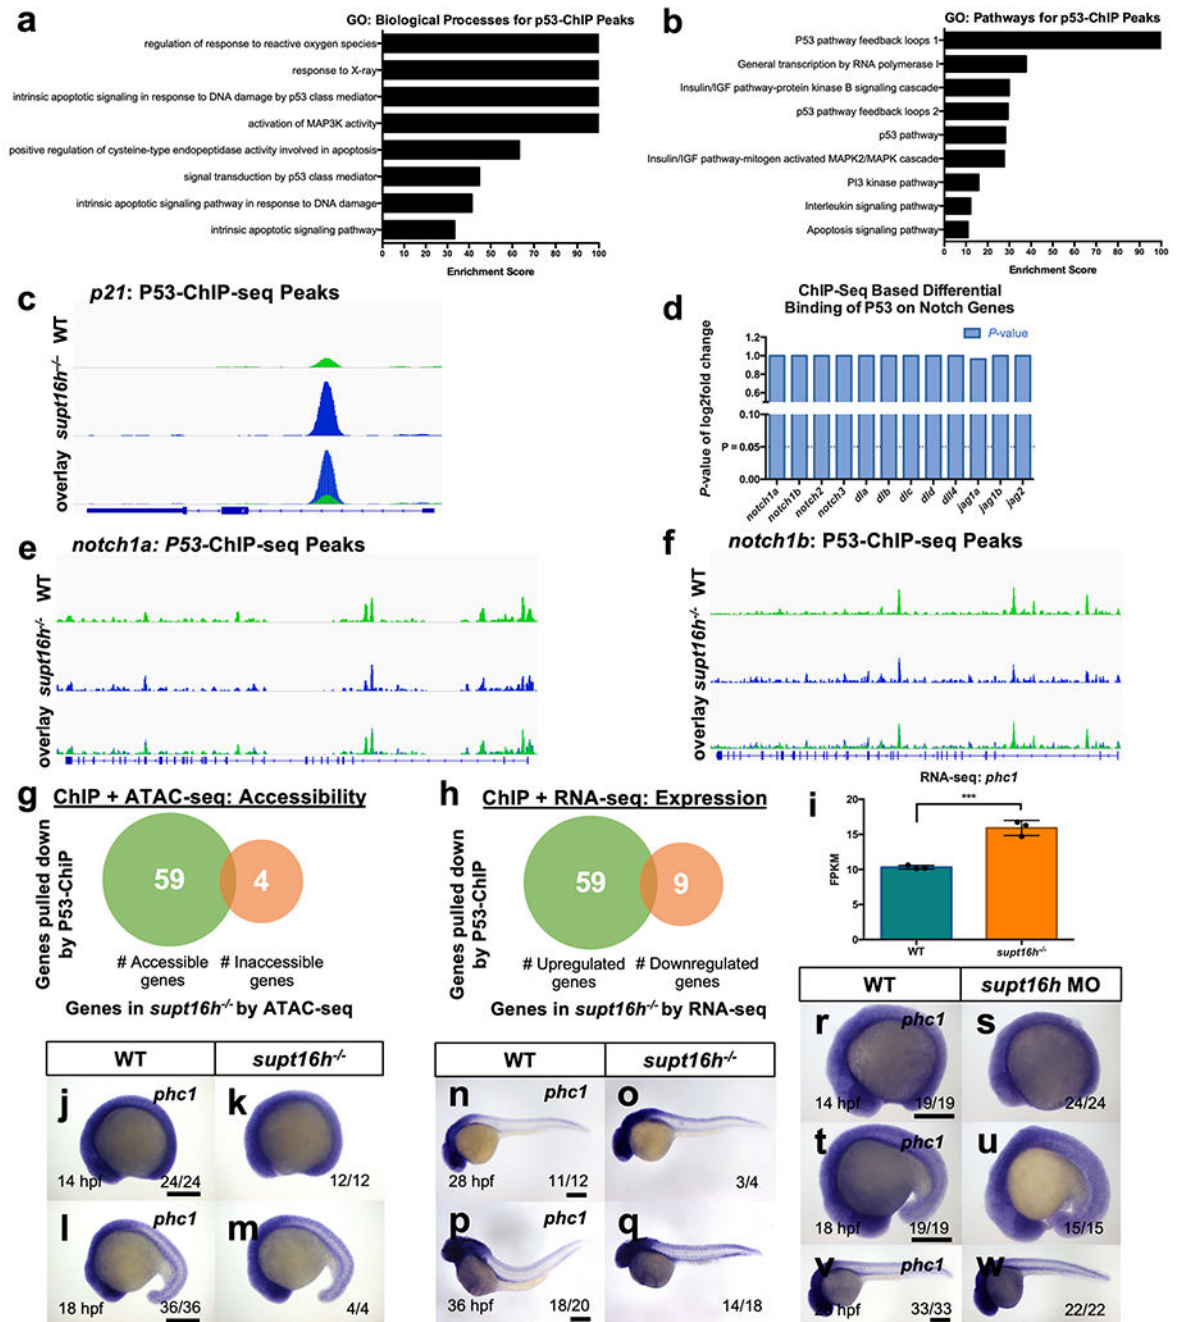 a
GO: Biological Processes for p53-ChIP Peaks
regulation of response to reactive oxygen species
response to X-ray
intrinsic apoptotic signaling in response to DNA damage by p53 class mediator
activation of MAP3K activity
positive regulation of cysteine-type endopeptidase activity involved in apoptosis
signal transduction by p53 class mediator
intrinsic apoptotic signaling pathway in response to DNA damage
intrinsic apoptotic signaling pathway
0 10 20 30 40 50 60 70 80 90 100
Enrichment Score
b
GO: Pathways for p53-ChIP Peaks
P53 pathway feedback loops 1
General transcription by RNA polymerase I
Insulin/IGF pathway-protein kinase B signaling cascade
p53 pathway feedback loops 2
p53 pathway
Insulin/IGF pathway-mitogen activated MAPK2/MAPK cascade
PI3 kinase pathway
Interleukin signaling pathway
Apoptosis signaling pathway
0 10 20 30 40 50 60 70 80 90 100
Enrichment Score
c
p21: P53-ChIP-seq Peaks
WT
supt16h-/-
overlay
d
ChIP-Seq Based Differential
Binding of P53 on Notch Genes
P-value
P-value of log2fold change
1.2
1.0
0.8
0.6
0.10
P = 0.05
0.00
notch1a notch1b notch2 notch3 dla dlb dlc dld dll4 jag1a jag1b jag2
e
notch1a: P53-ChIP-seq Peaks
WT
supt16h-/-
overlay
f
notch1b: P53-ChIP-seq Peaks
WT
supt16h-/-
overlay
g
ChIP + ATAC-seq: Accessibility
Genes pulled down
by P53-ChiP
59
4
# Accessible
genes
# Inaccessible
genes
Genes in supt16h-/- by ATAC-seq
h
ChIP + RNA-seq: Expression
Genes pulled down
by P53-ChIP
59
9
# Upregulated
genes
# Downregulated
genes
Genes in supt16h-/- by RNA-seq
i
RNA-seq: phc1
***
FPKM
20
15
10
5
0
WT
supt16h-/-
WT
supt16h-/-
j
phc1
14 hpf
24/24
k
12/12
l
phc1
18 hpf
36/36
m
4/4
WT
supt16h-/-
n
phc1
28 hpf
11/12
o
3/4
p
phc1
36 hpf
18/20
q
14/18
WT
supt16h MO
r
phc1
14 hpf
19/19
s
24/24
t
phc1
18 hpf
19/19
u
15/15
v
phc1
28 hpf
33/33
w
22/22